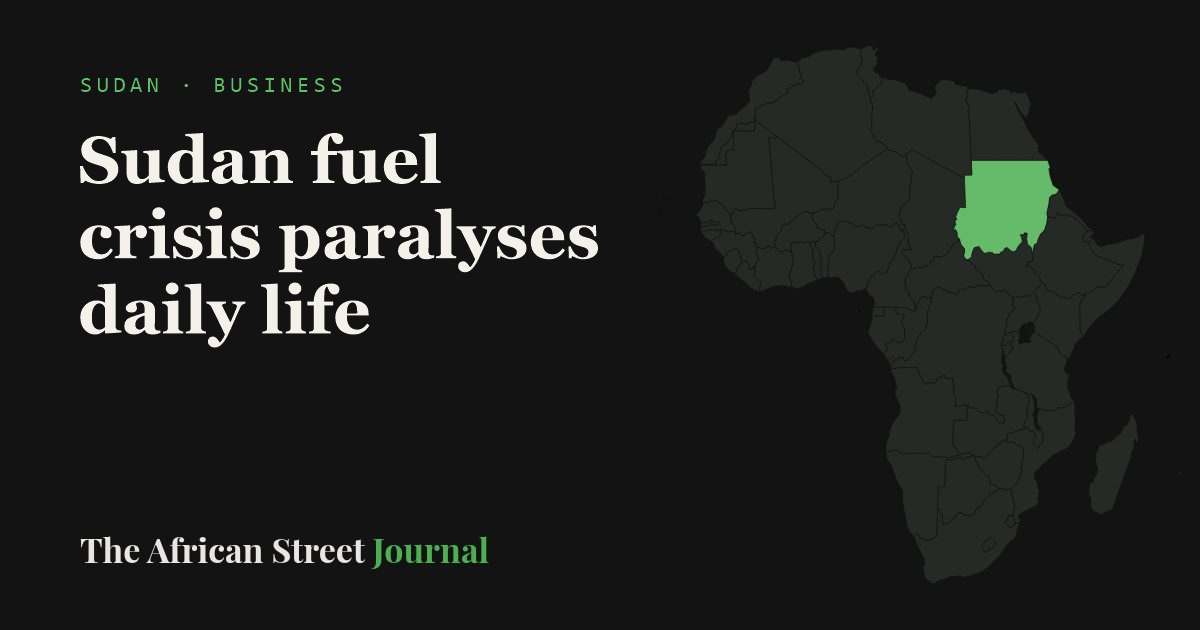 SUDAN · BUSINESS
Sudan fuel
crisis paralyses
daily life
The African Street Journal